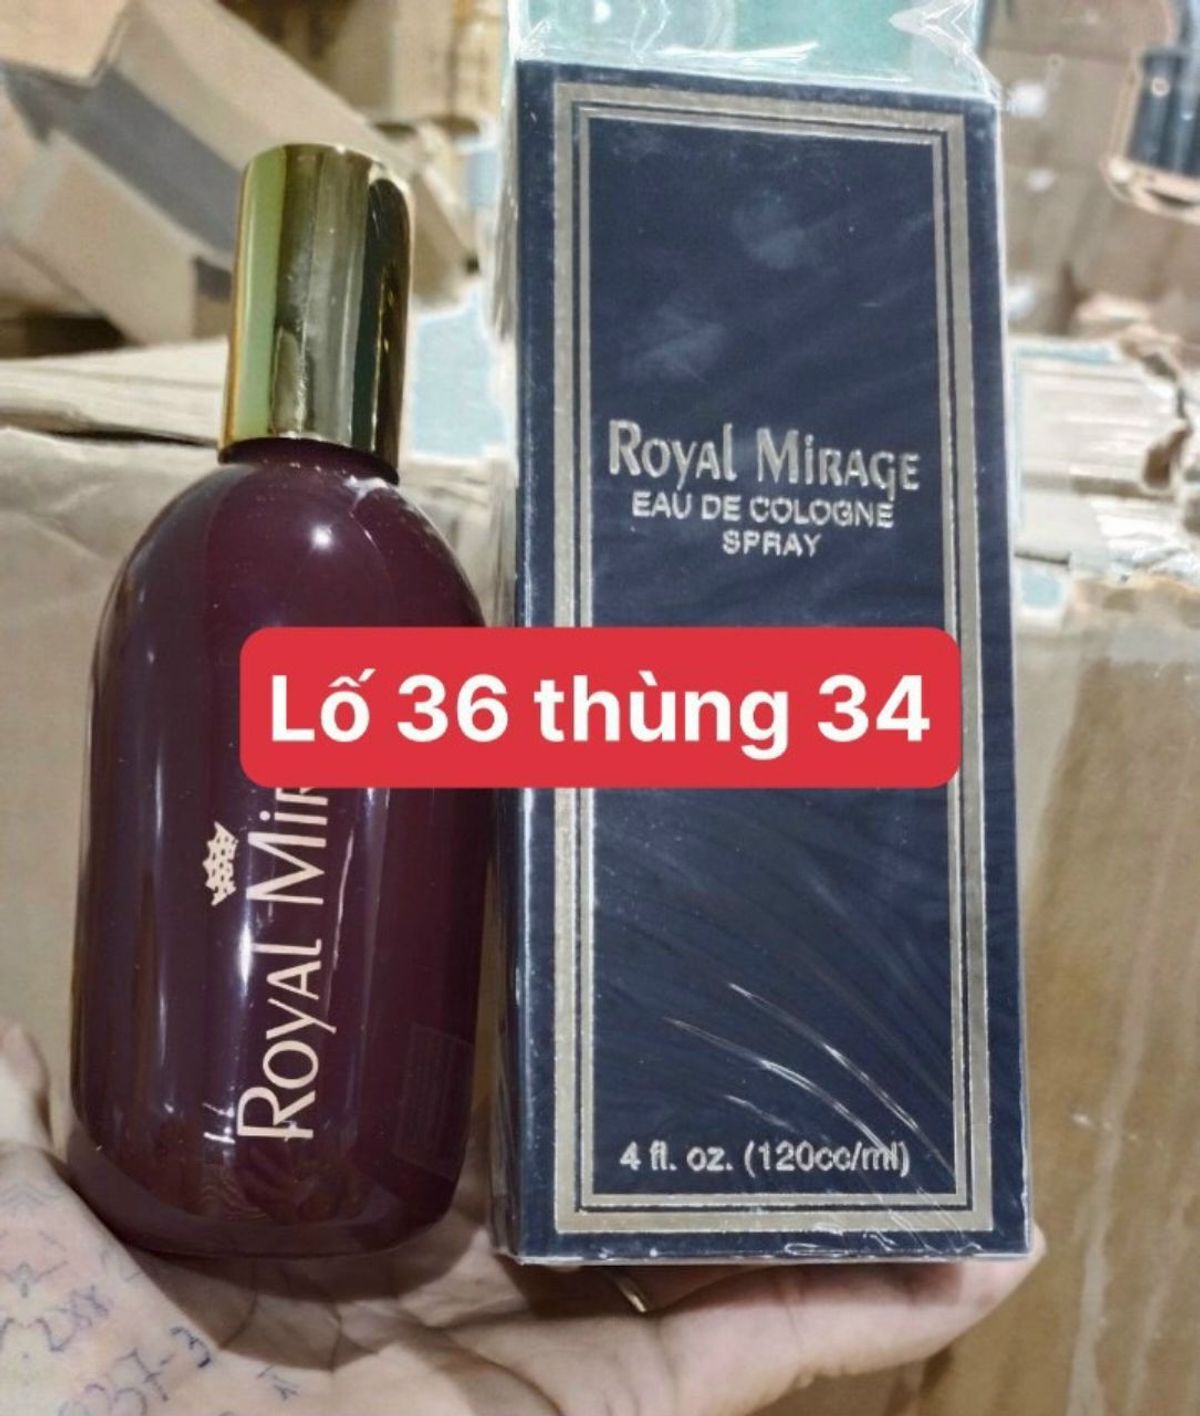 Royal Mirage
EAU DE COLOGNE
SPRAY
Lố 36 thùng 34
Royal Mir
4 fl. oz. (120cc/ml)